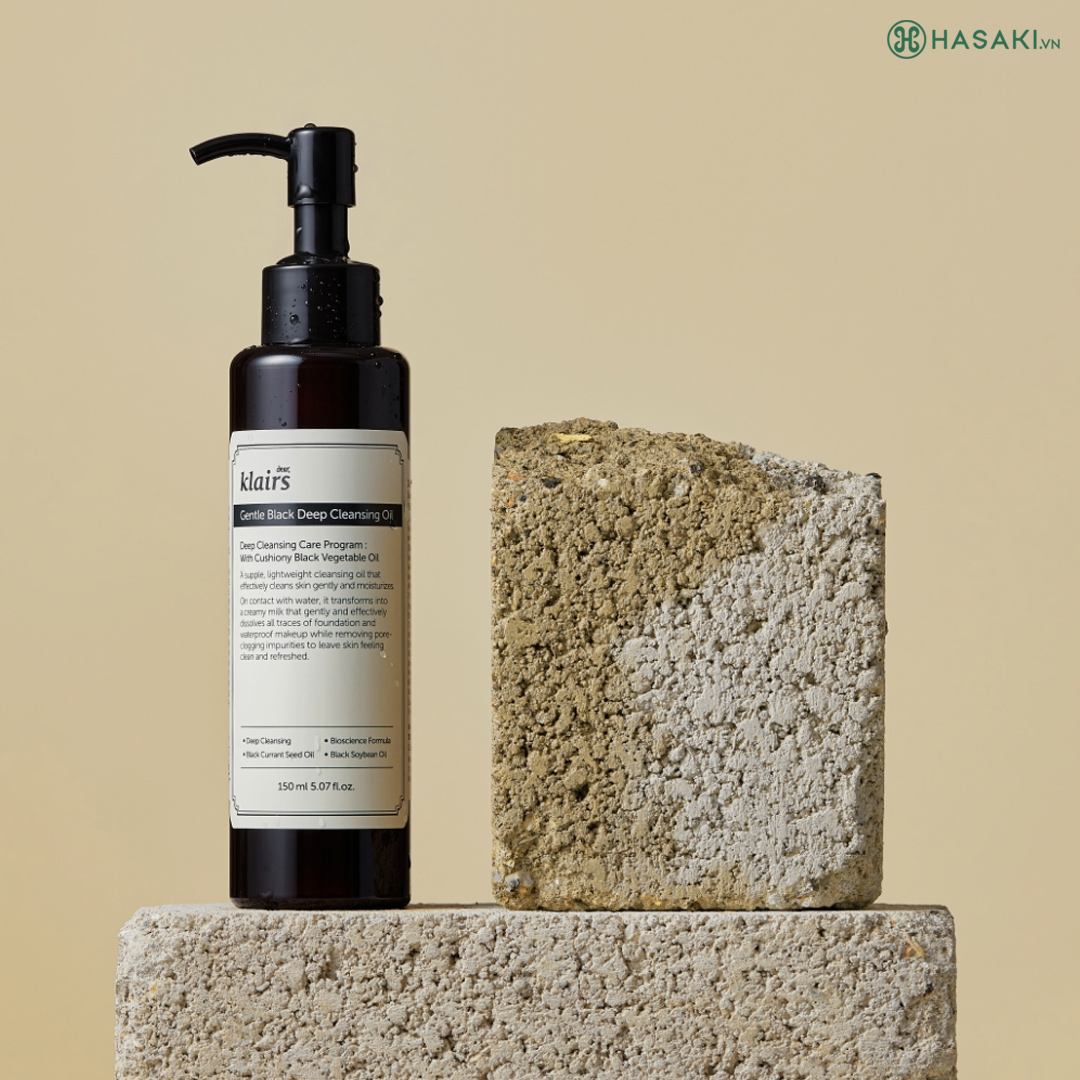 HASAKI.VN
dear,
klairs
Gentle Black Deep Cleansing Oil
Deep Cleansing Care Program :
With Cushiony Black Vegetable Oil
A supple, lightweight cleansing oil that
effectively cleans skin gently and moisturizes.
On contact with water, it transforms into
a creamy milk that gently and effectively
dissolves all traces of foundation and
waterproof makeup while removing pore-
clogging impurities to leave skin feeling
clean and refreshed.
• Deep Cleansing • Bioscience Formula
• Black Currant Seed Oil • Black Soybean Oil
150 ml 5.07 fl.oz.